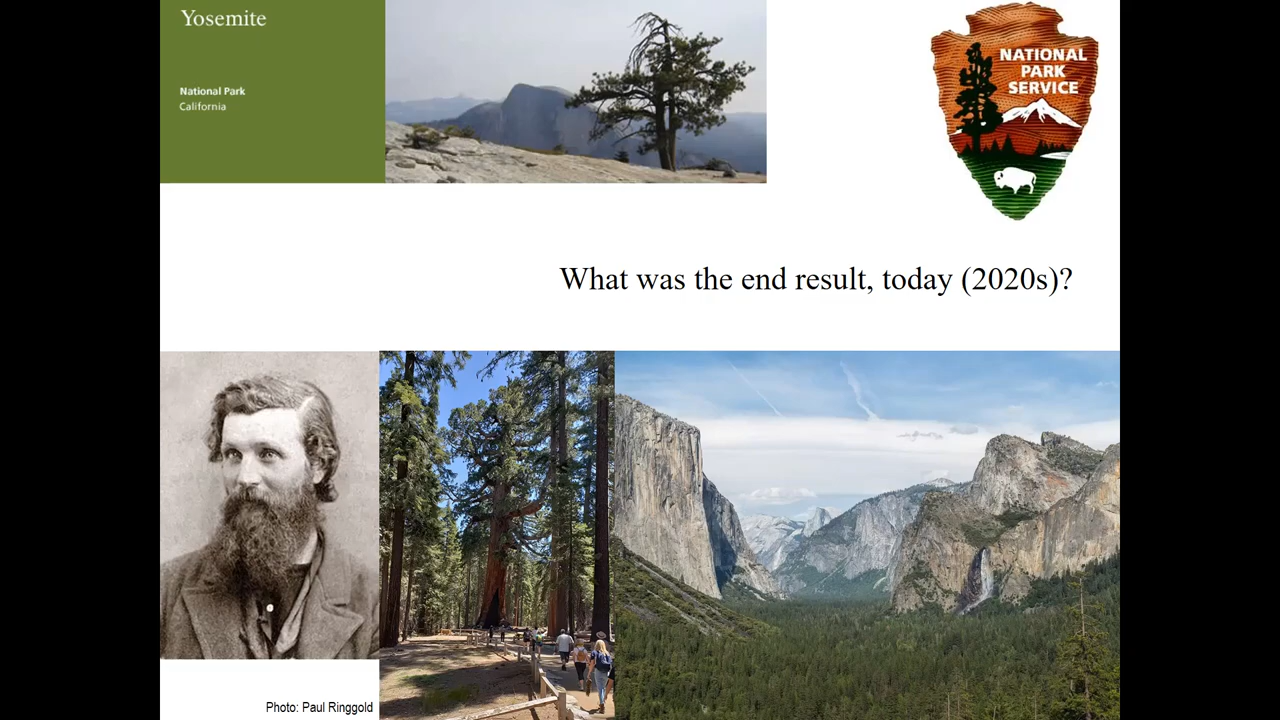 Yosemite
National Park
California
NATIONAL
PARK
SERVICE
What was the end result, today (2020s)?
Photo: Paul Ringgold